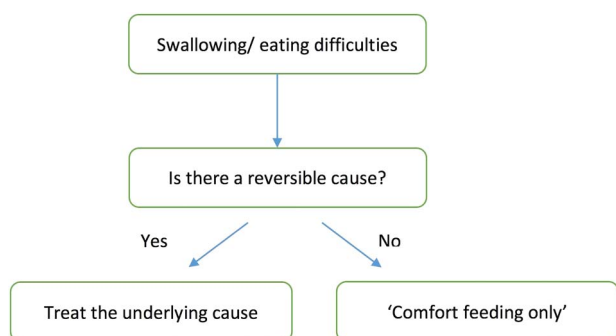 Swallowing/ eating difficulties
Is there a reversible cause?
Yes
No
Treat the underlying cause
‘Comfort feeding only’